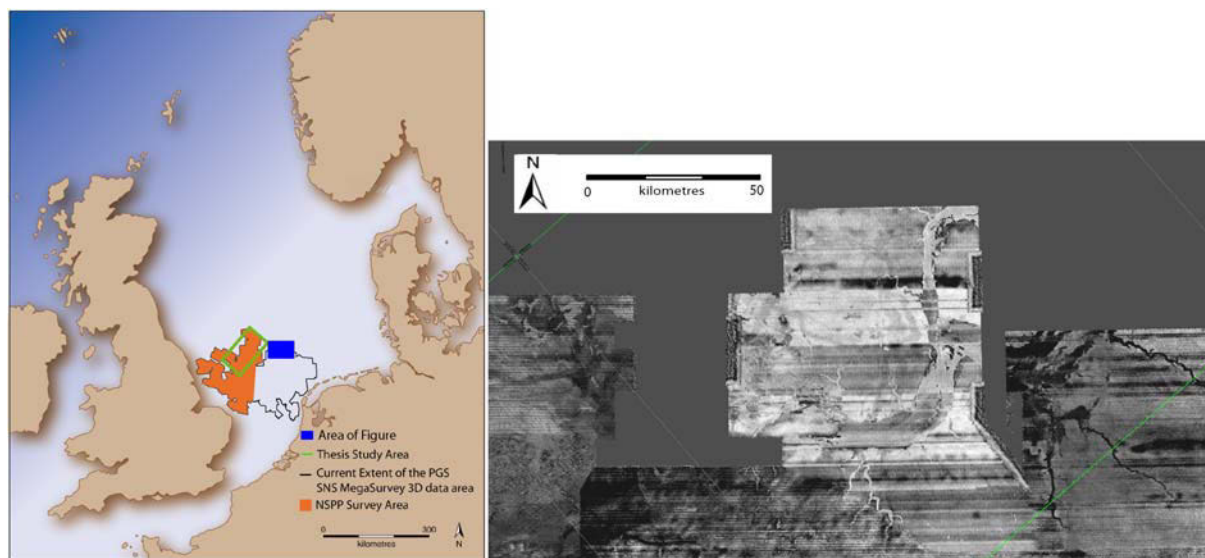 Area of Figure
Thesis Study Area
Current Extent of the PGS
SNS MegaSurvey 3D data area
NSPP Survey Area
0 300
kilometres
N
N
0 kilometres 50